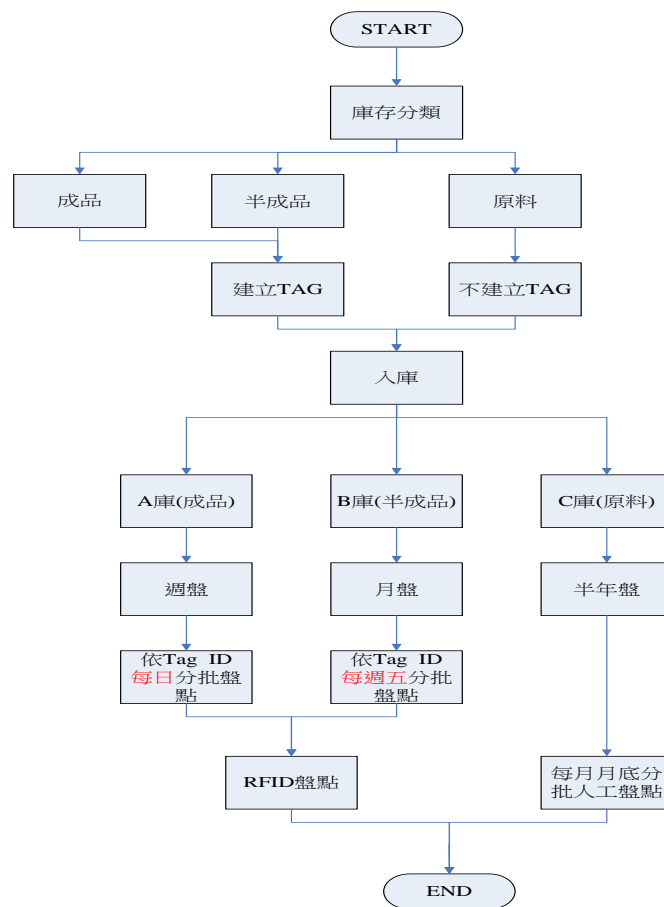 START
庫存分類
成品
半成品
原料
建立TAG
不建立TAG
入庫
A庫(成品)
B庫(半成品)
C庫(原料)
週盤
月盤
半年盤
依Tag ID
每日分批盤
點
依Tag ID
每週五分批
盤點
RFID盤點
每月月底分
批人工盤點
END